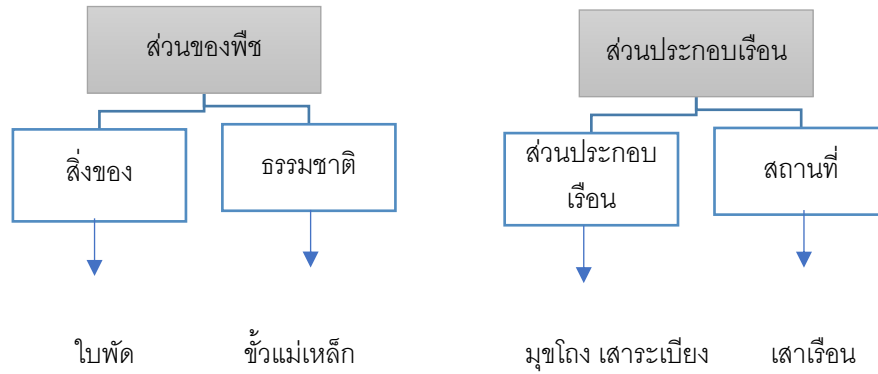 ส่วนของพืช
ส่วนประกอบเรือน
สิ่งของ
ธรรมชาติ
ส่วนประกอบ
เรือน
สถานที่
ใบพัด
ขั้วแม่เหล็ก
มุขโถง เสาระเบียง
เสาเรือน